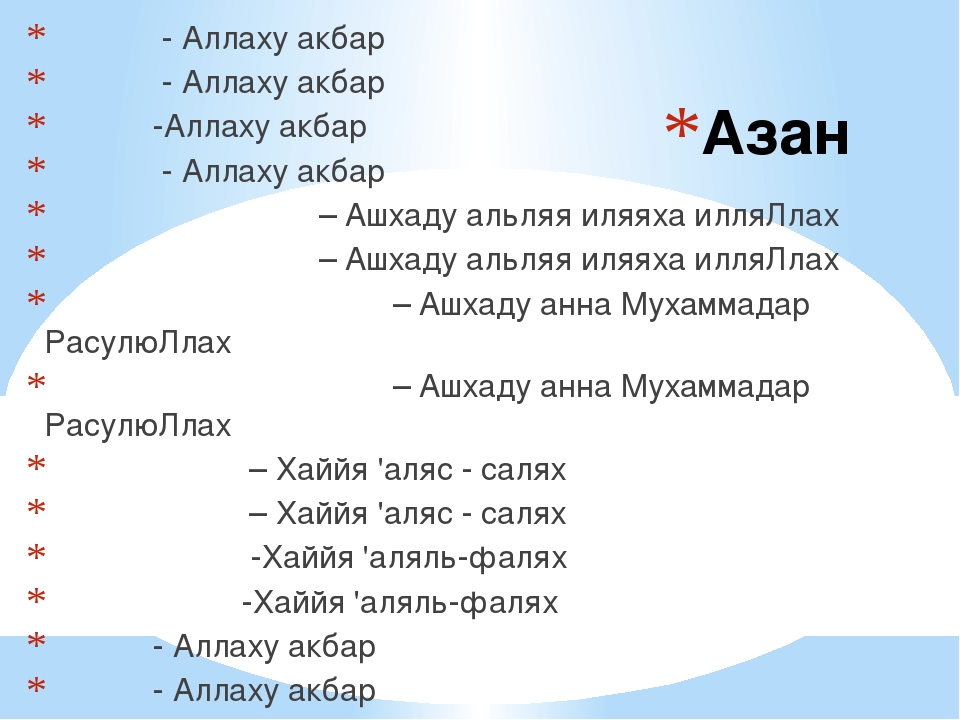 * - Аллаху акбар
* - Аллаху акбар
* -Аллаху акбар
* - Аллаху акбар
* – Ашхаду альляя иляяха илляЛлах
* – Ашхаду альляя иляяха илляЛлах
* – Ашхаду анна Мухаммадар
РасулюЛлах
* – Ашхаду анна Мухаммадар
РасулюЛлах
* – Хаййя 'аляс - салях
* – Хаййя 'аляс - салях
* -Хаййя 'аляль-фалях
* -Хаййя 'аляль-фалях
* - Аллаху акбар
* - Аллаху акбар
*Азан